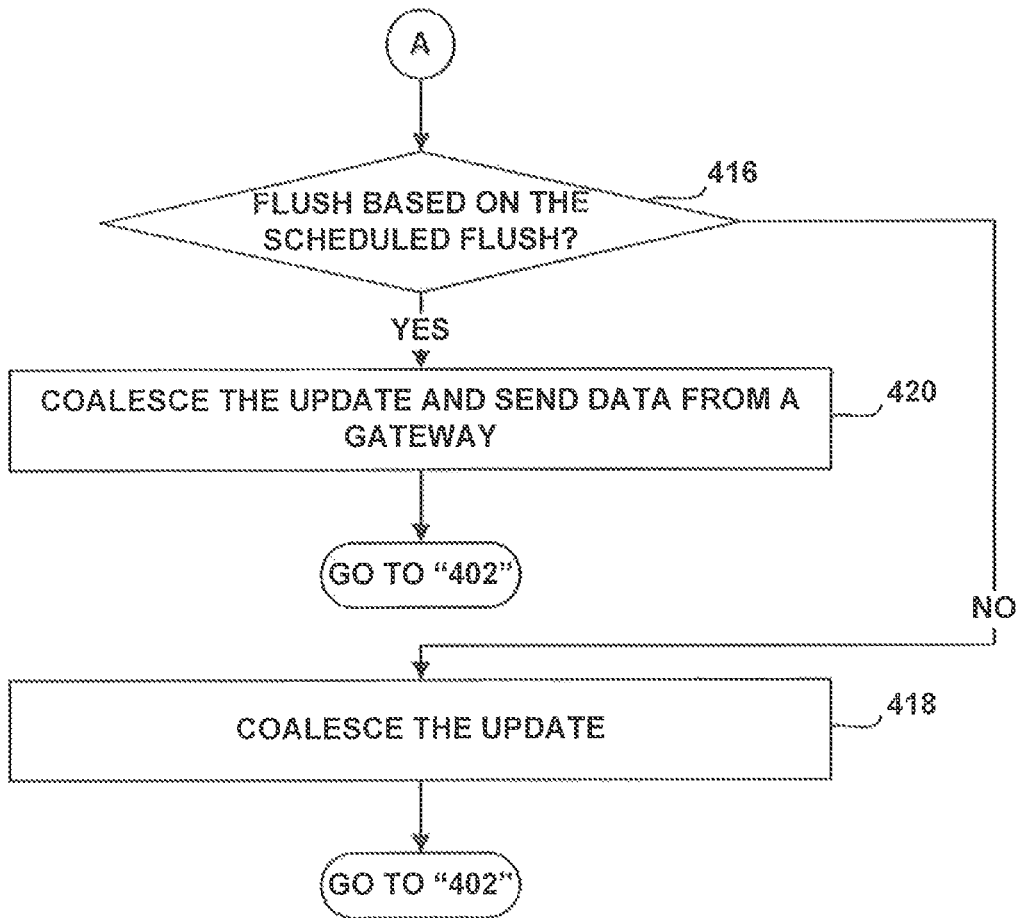 A
416
FLUSH BASED ON THE
SCHEDULED FLUSH?
YES
COALESCE THE UPDATE AND SEND DATA FROM A
GATEWAY
420
GO TO “402”
NO
COALESCE THE UPDATE
418
GO TO “402”